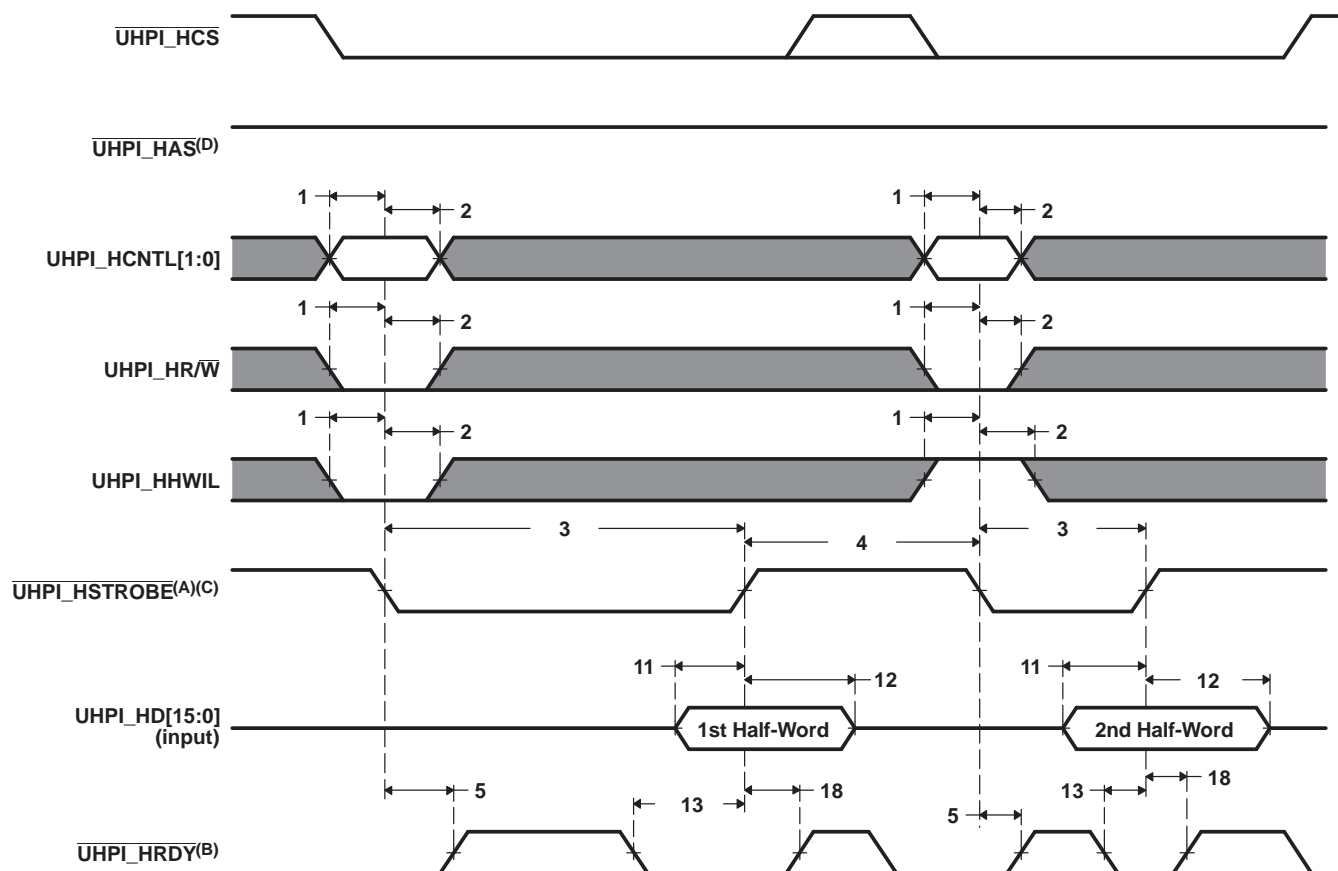 UHPI_HCS
UHPI_HAS(D)
1 2 1 2
UHPI_HCNTL[1:0]
1 2 1 2
UHPI_HR/W
1 2 1 2
UHPI_HHWIL
3 4 3
UHPI_HSTROBE(A)(C)
11 12 11 12
UHPI_HD[15:0]
(input)
1st Half-Word 2nd Half-Word
5 13 18 5 13 18
UHPI_HRDY(B)